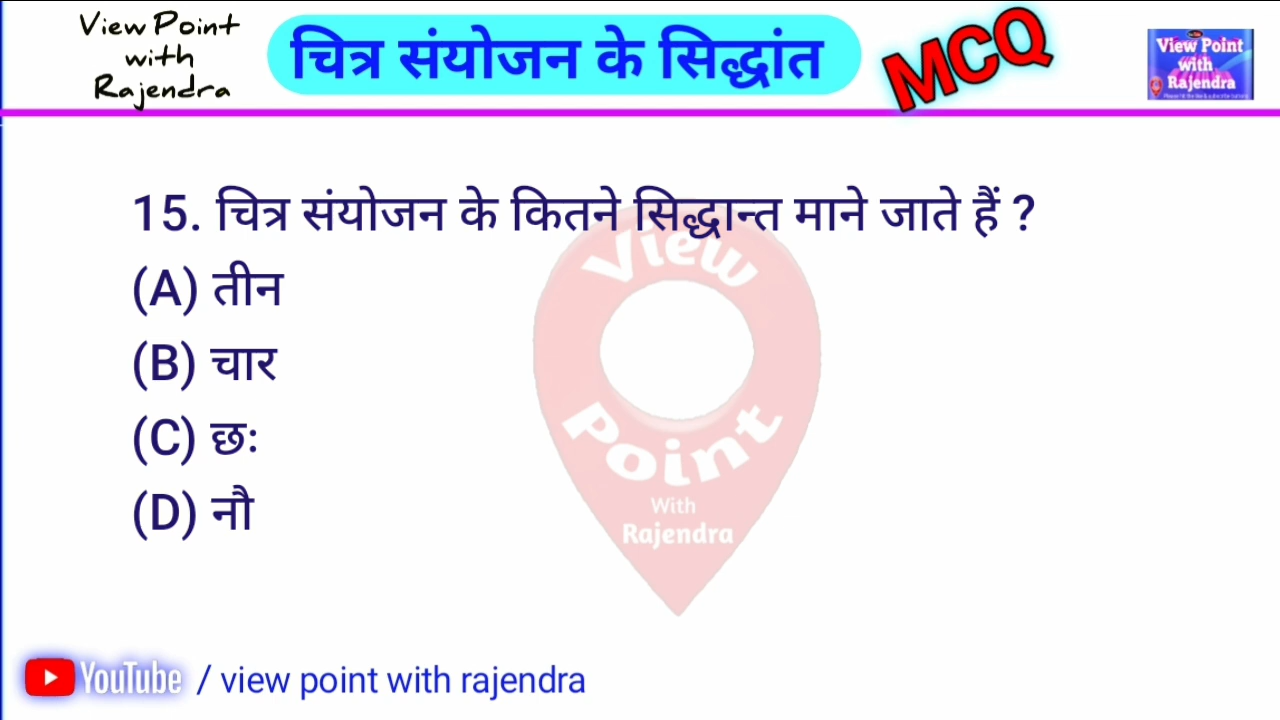 View Point
with
Rajendra
चित्र संयोजन के सिद्धांत
MCQ
View Point
with
Rajendra
15. चित्र संयोजन के कितने सिद्धान्त माने जाते हैं ?
(A) तीन
(B) चार
(C) छः
(D) नौ
View
Point
With
Rajendra
YouTube / view point with rajendra